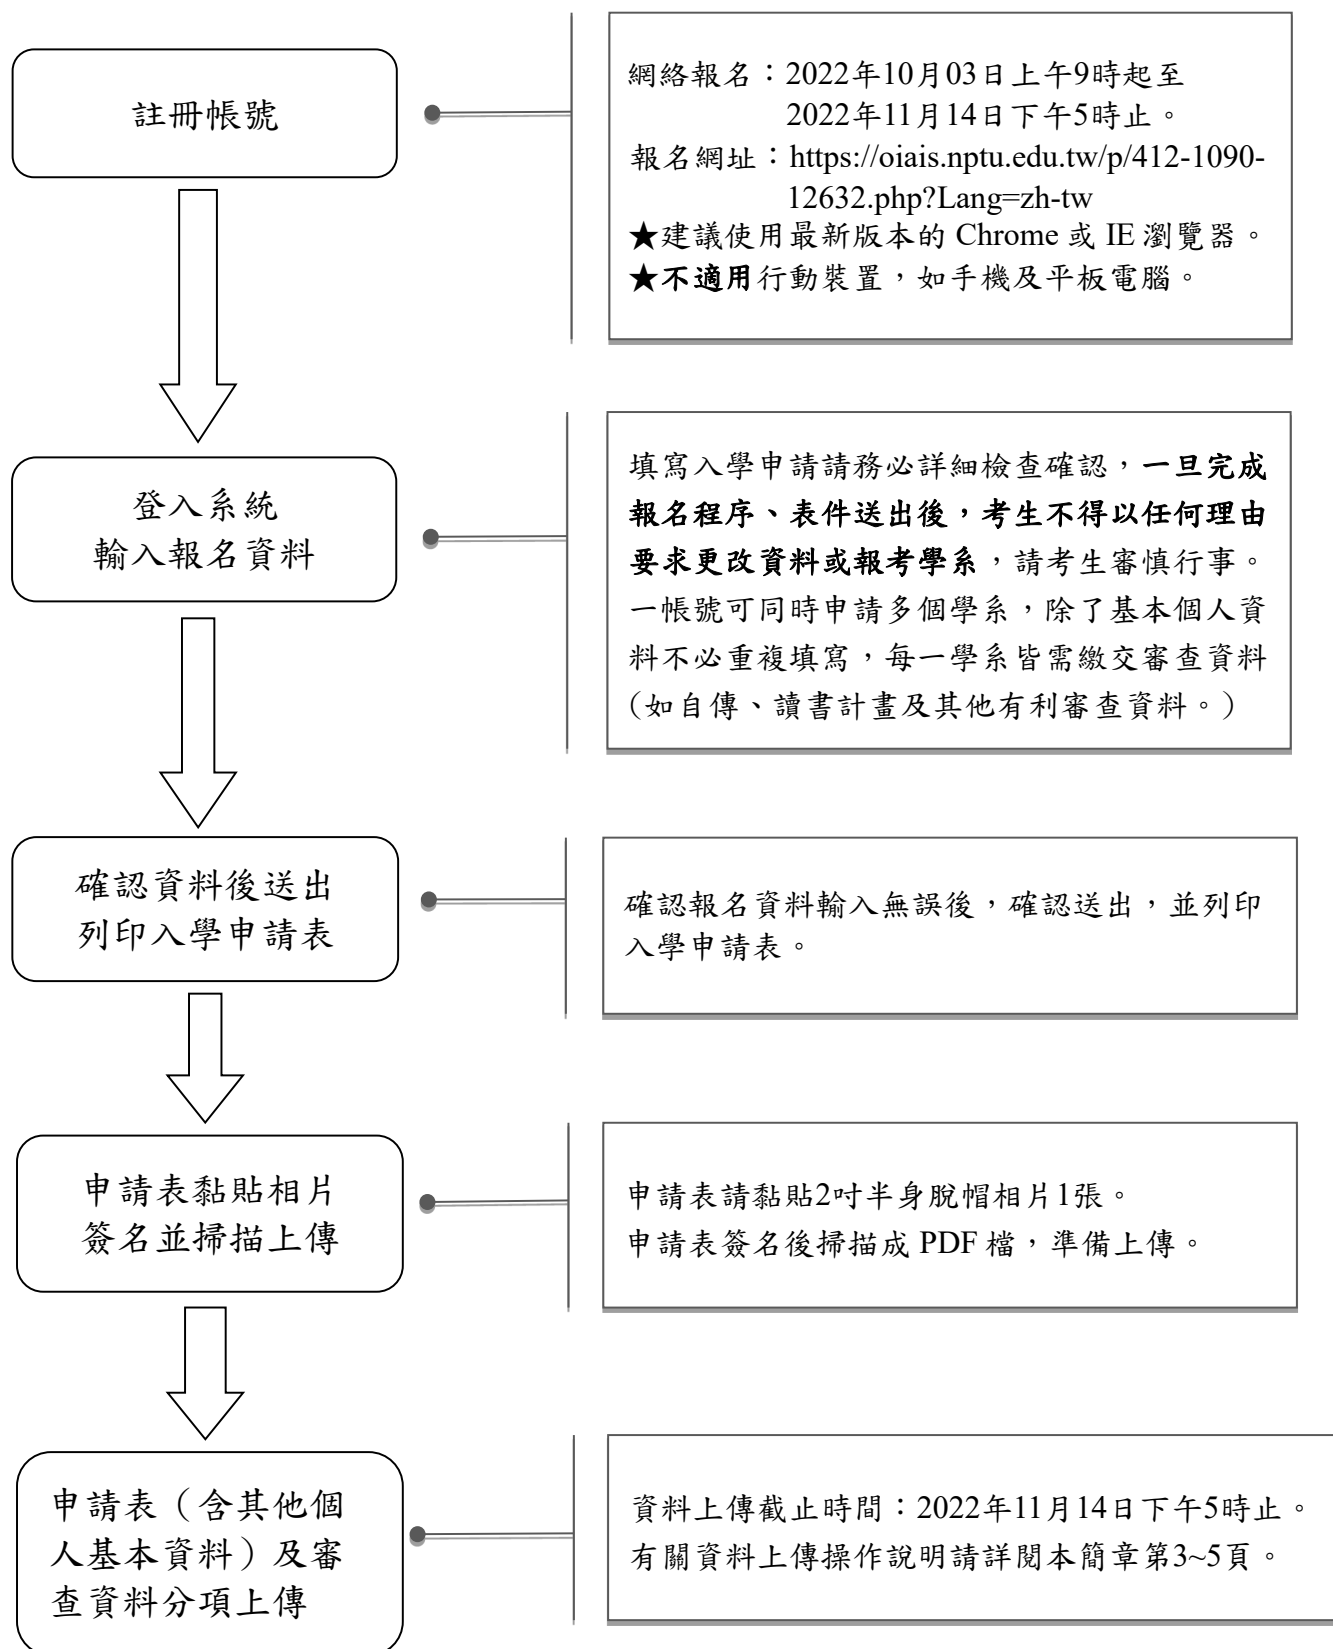 註冊帳號
網絡報名：2022年10月03日上午9時起至
2022年11月14日下午5時止。
報名網址：https://oiais.nptu.edu.tw/p/412-1090-
12632.php?Lang=zh-tw
★建議使用最新版本的 Chrome 或 IE 瀏覽器。
★不適用行動裝置，如手機及平板電腦。
登入系統
輸入報名資料
填寫入學申請請務必詳細檢查確認，一旦完成
報名程序、表件送出後，考生不得以任何理由
要求更改資料或報考學系，請考生審慎行事。
一帳號可同時申請多個學系，除了基本個人資
料不必重複填寫，每一學系皆需繳交審查資料
(如自傳、讀書計畫及其他有利審查資料。)
確認資料後送出
列印入學申請表
確認報名資料輸入無誤後，確認送出，並列印
入學申請表。
申請表黏貼相片
簽名並掃描上傳
申請表請黏貼2吋半身脫帽相片1張。
申請表簽名後掃描成 PDF 檔，準備上傳。
申請表（含其他個
人基本資料）及審
查資料分項上傳
資料上傳截止時間：2022年11月14日下午5時止。
有關資料上傳操作說明請詳閱本簡章第3~5頁。